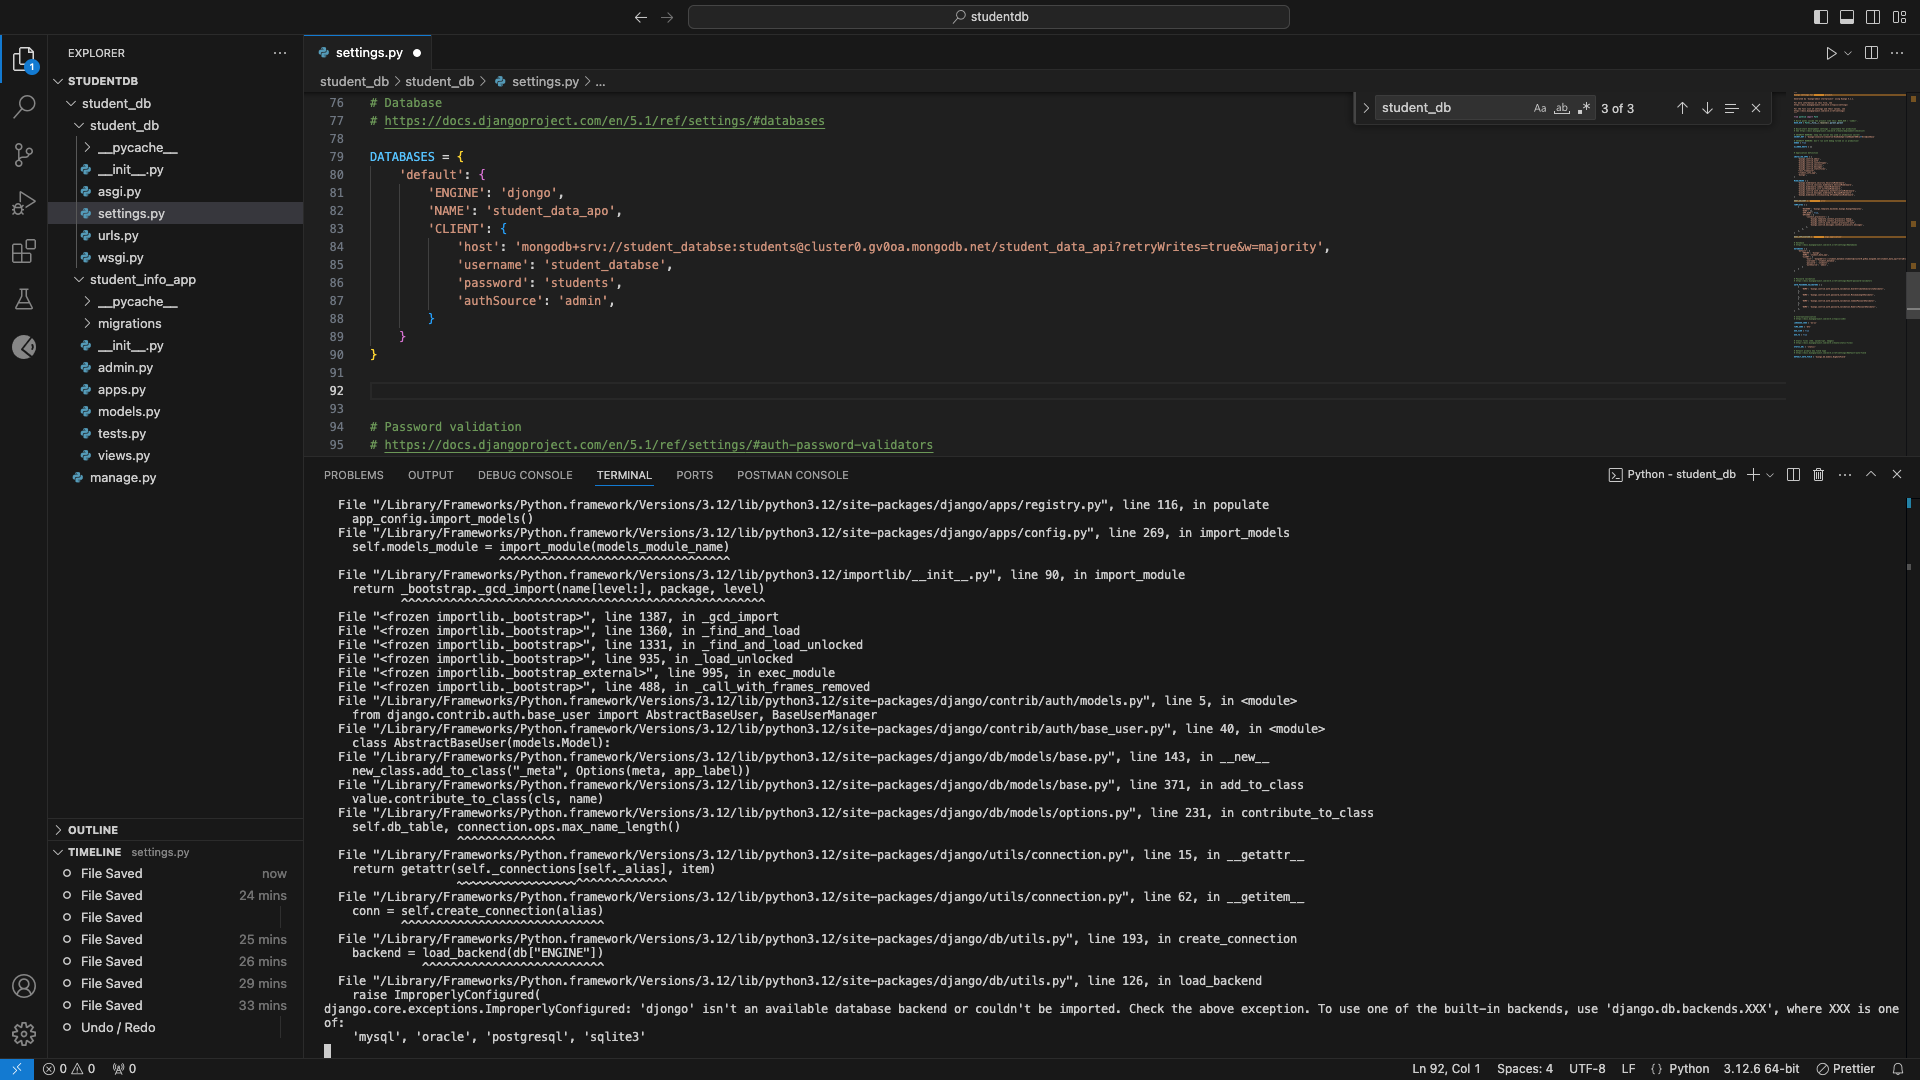 studentdb
EXPLORER
STUDENTDB
student_db
student_db
__pycache__
__init__.py
asgi.py
settings.py
urls.py
wsgi.py
student_info_app
__pycache__
migrations
__init__.py
admin.py
apps.py
models.py
tests.py
views.py
manage.py
OUTLINE
TIMELINE settings.py
File Saved now
File Saved 24 mins
File Saved
File Saved 25 mins
File Saved 26 mins
File Saved 29 mins
File Saved 33 mins
Undo / Redo
1
settings.py
student_db > student_db > settings.py > ...
student_db Aa ab 3 of 3
76 # Database
77 # https://docs.djangoproject.com/en/5.1/ref/settings/#databases
78
79 DATABASES = {
80 'default': {
81 'ENGINE': 'djongo',
82 'NAME': 'student_data_apo',
83 'CLIENT': {
84 'host': 'mongodb+srv://student_databse:students@cluster0.gv0oa.mongodb.net/student_data_api?retryWrites=true&w=majority',
85 'username': 'student_databse',
86 'password': 'students',
87 'authSource': 'admin',
88 }
89 }
90 }
91
92
93
94 # Password validation
95 # https://docs.djangoproject.com/en/5.1/ref/settings/#auth-password-validators
PROBLEMS OUTPUT DEBUG CONSOLE TERMINAL PORTS POSTMAN CONSOLE
Python - student_db
File "/Library/Frameworks/Python.framework/Versions/3.12/lib/python3.12/site-packages/django/apps/registry.py", line 116, in populate
app_config.import_models()
File "/Library/Frameworks/Python.framework/Versions/3.12/lib/python3.12/site-packages/django/apps/config.py", line 269, in import_models
self.models_module = import_module(models_module_name)
^^^^^^^^^^^^^^^^^^^^^^^^^^^^^^^^^
File "/Library/Frameworks/Python.framework/Versions/3.12/lib/python3.12/importlib/__init__.py", line 90, in import_module
return _bootstrap._gcd_import(name[level:], package, level)
^^^^^^^^^^^^^^^^^^^^^^^^^^^^^^^^^^^^^^^^^^^^^^^^^^^^
File "<frozen importlib._bootstrap>", line 1387, in _gcd_import
File "<frozen importlib._bootstrap>", line 1360, in _find_and_load
File "<frozen importlib._bootstrap>", line 1331, in _find_and_load_unlocked
File "<frozen importlib._bootstrap>", line 935, in _load_unlocked
File "<frozen importlib._bootstrap_external>", line 995, in exec_module
File "<frozen importlib._bootstrap>", line 488, in _call_with_frames_removed
File "/Library/Frameworks/Python.framework/Versions/3.12/lib/python3.12/site-packages/django/contrib/auth/models.py", line 5, in <module>
from django.contrib.auth.base_user import AbstractBaseUser, BaseUserManager
File "/Library/Frameworks/Python.framework/Versions/3.12/lib/python3.12/site-packages/django/contrib/auth/base_user.py", line 40, in <module>
class AbstractBaseUser(models.Model):
File "/Library/Frameworks/Python.framework/Versions/3.12/lib/python3.12/site-packages/django/db/models/base.py", line 143, in __new__
new_class.add_to_class("_meta", Options(meta, app_label))
File "/Library/Frameworks/Python.framework/Versions/3.12/lib/python3.12/site-packages/django/db/models/base.py", line 371, in add_to_class
value.contribute_to_class(cls, name)
File "/Library/Frameworks/Python.framework/Versions/3.12/lib/python3.12/site-packages/django/db/models/options.py", line 231, in contribute_to_class
self.db_table, connection.ops.max_name_length()
^^^^^^^^^^^^^^
File "/Library/Frameworks/Python.framework/Versions/3.12/lib/python3.12/site-packages/django/utils/connection.py", line 15, in __getattr__
return getattr(self._connections[self._alias], item)
~~~~~~~~~~~~~~~~~^^^^^^^^^^^^^
File "/Library/Frameworks/Python.framework/Versions/3.12/lib/python3.12/site-packages/django/utils/connection.py", line 62, in __getitem__
conn = self.create_connection(alias)
^^^^^^^^^^^^^^^^^^^^^^^^^^^^^
File "/Library/Frameworks/Python.framework/Versions/3.12/lib/python3.12/site-packages/django/db/utils.py", line 193, in create_connection
backend = load_backend(db["ENGINE"])
^^^^^^^^^^^^^^^^^^^^^^^^^^
File "/Library/Frameworks/Python.framework/Versions/3.12/lib/python3.12/site-packages/django/db/utils.py", line 126, in load_backend
raise ImproperlyConfigured(
django.core.exceptions.ImproperlyConfigured: 'djongo' isn't an available database backend or couldn't be imported. Check the above exception. To use one of the built-in backends, use 'django.db.backends.XXX', where XXX is one
of:
'mysql', 'oracle', 'postgresql', 'sqlite3'
0 0 0
Ln 92, Col 1 Spaces: 4 UTF-8 LF {} Python 3.12.6 64-bit Prettier